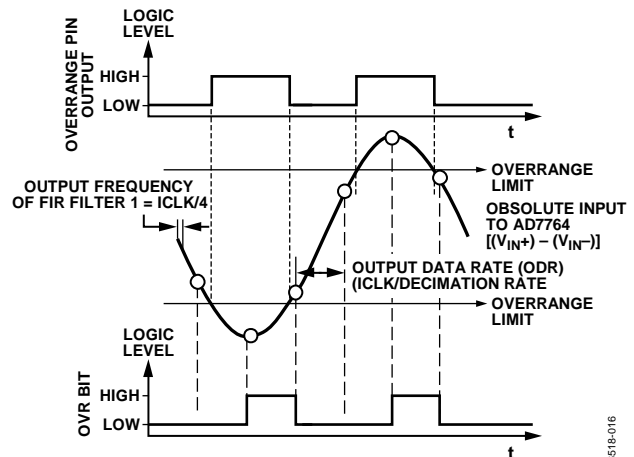 LOGIC
LEVEL
OVERRANGE PIN
OUTPUT
HIGH
LOW
t
OVERRANGE
LIMIT
OUTPUT FREQUENCY
OF FIR FILTER 1 = ICLK/4
OBSOLUTE INPUT
TO AD7764
[(VIN+) – (VIN–)]
OUTPUT DATA RATE (ODR)
(ICLK/DECIMATION RATE
OVERRANGE
LIMIT
LOGIC
LEVEL
OVR BIT
HIGH
LOW
t
518-016